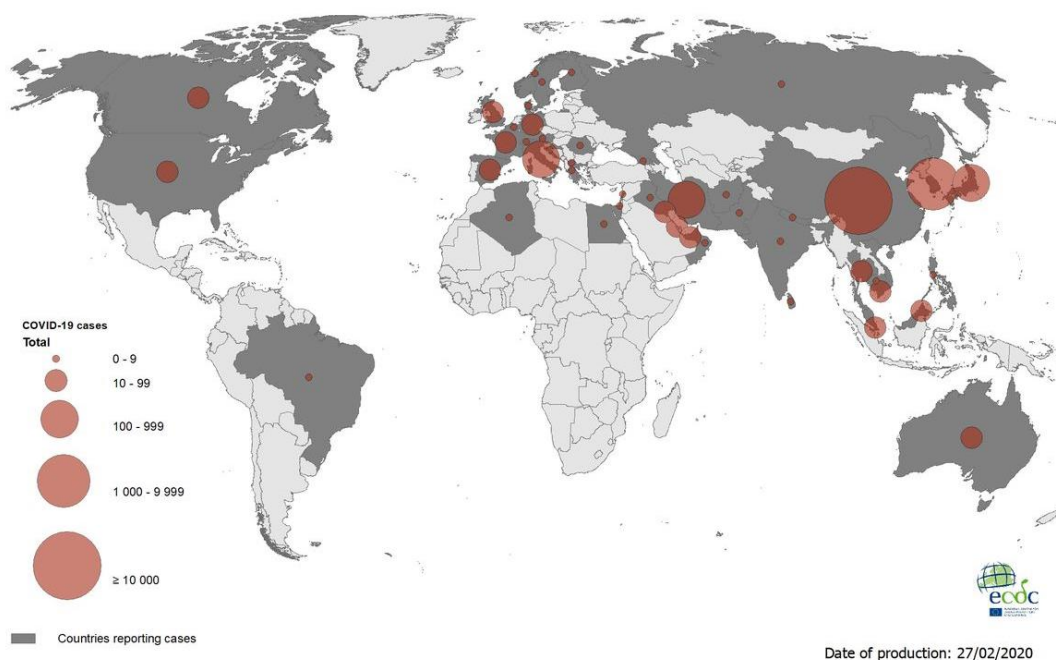 COVID-19 cases
Total
0 - 9
10 - 99
100 - 999
1 000 - 9 999
≥ 10 000
Countries reporting cases
ecdc
Date of production: 27/02/2020